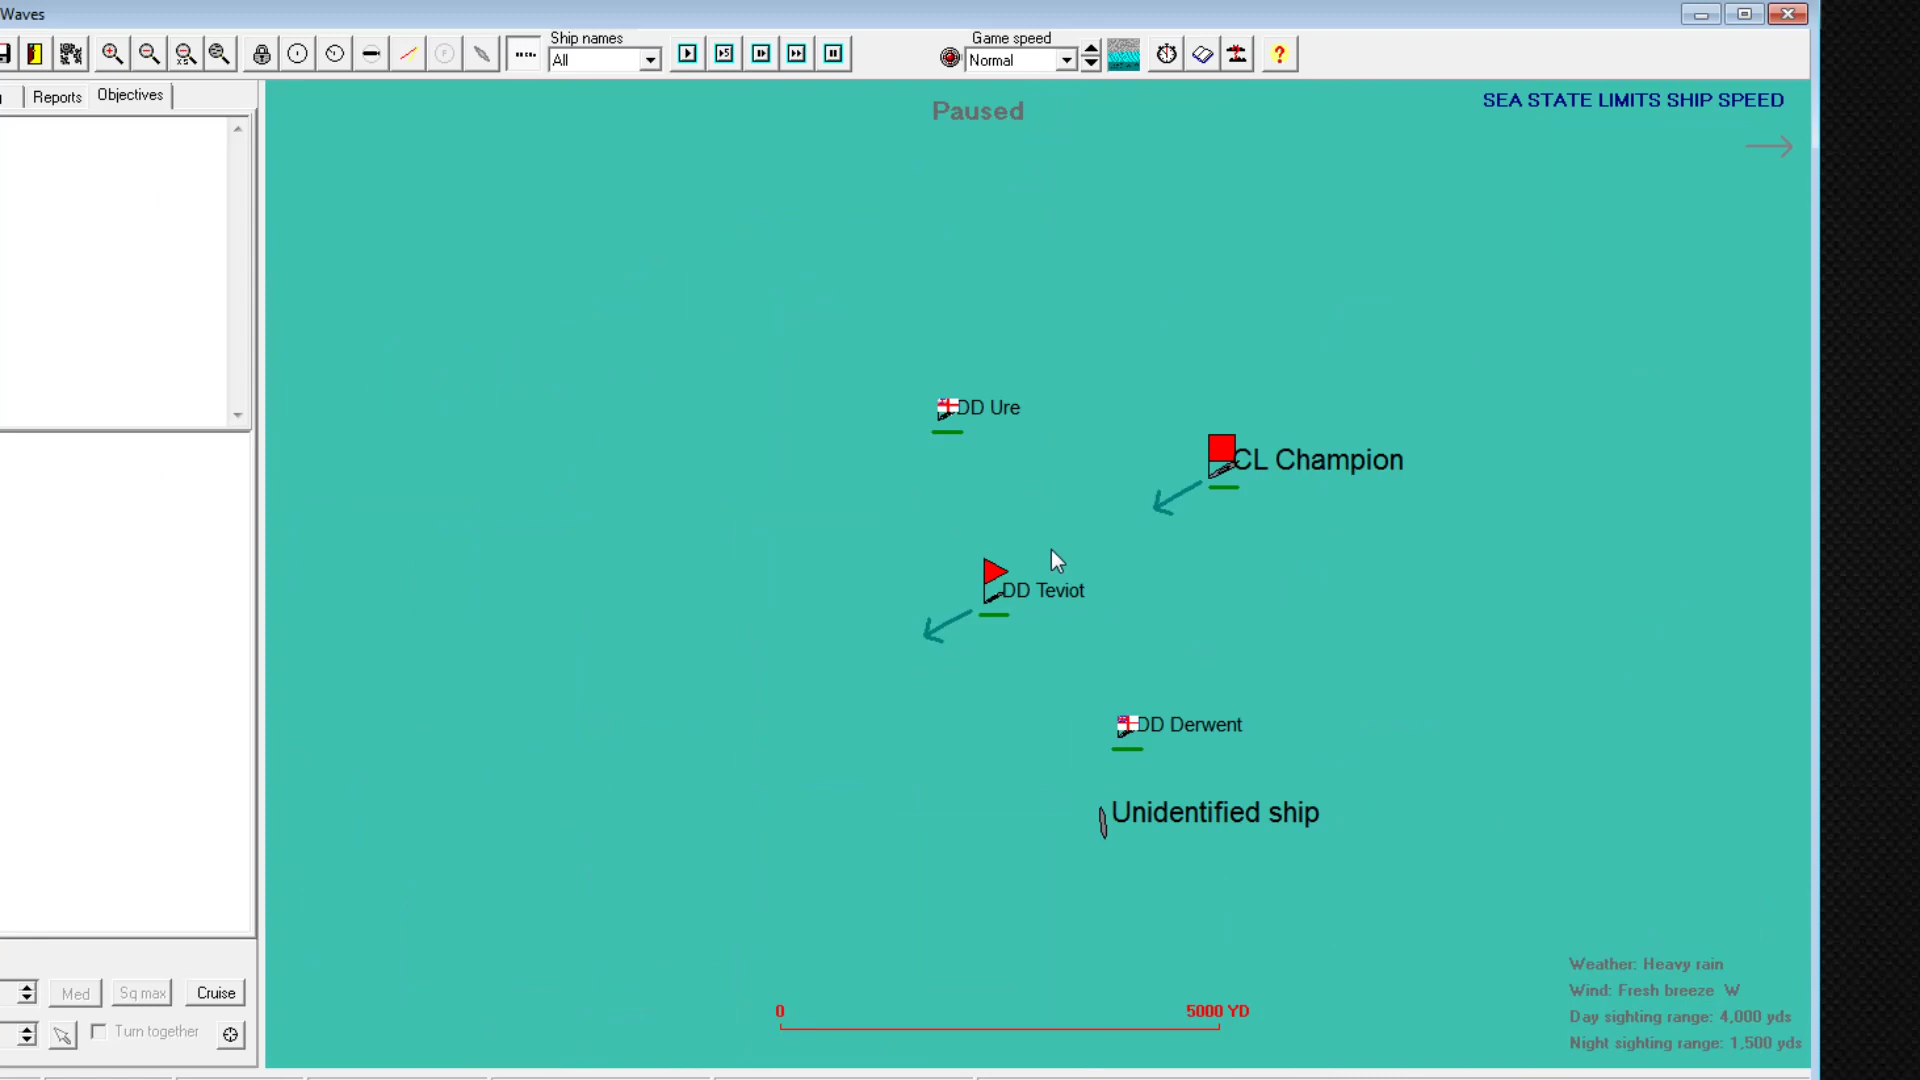 Waves
Ship names
All
Game speed
Normal
Reports
Objectives
Paused
SEA STATE LIMITS SHIP SPEED
DD Ure
CL Champion
DD Teviot
DD Derwent
Unidentified ship
Med
Sq max
Cruise
Turn together
0
5000 YD
Weather: Heavy rain
Wind: Fresh breeze W
Day sighting range: 4,000 yds
Night sighting range: 1,500 yds